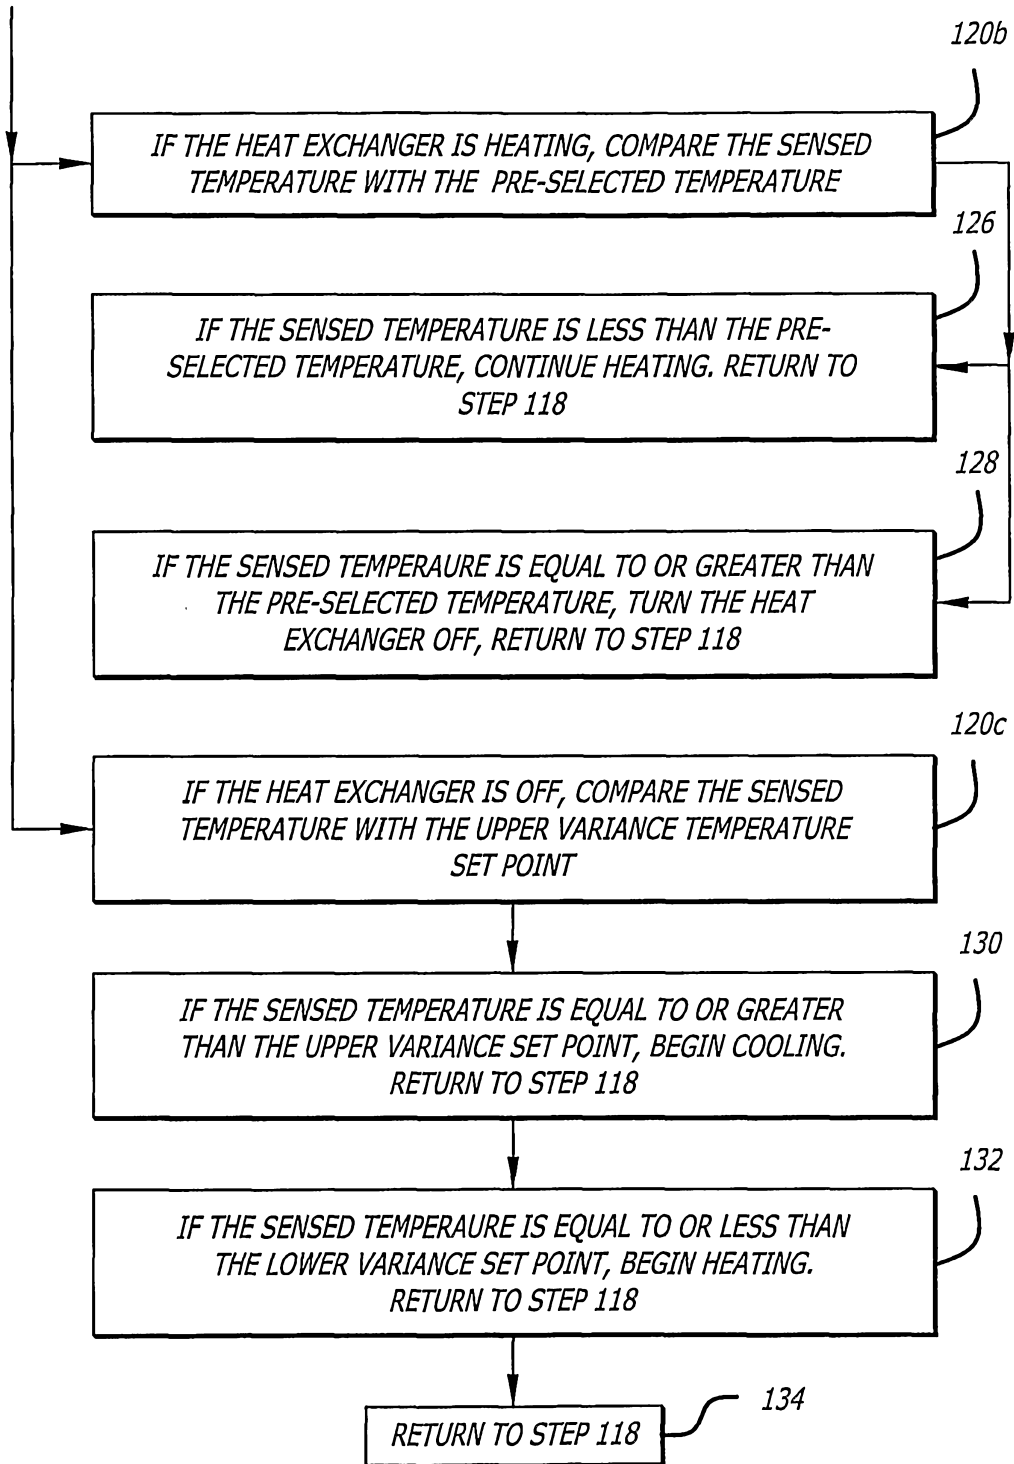 120b
IF THE HEAT EXCHANGER IS HEATING, COMPARE THE SENSED
TEMPERATURE WITH THE PRE-SELECTED TEMPERATURE
126
IF THE SENSED TEMPERATURE IS LESS THAN THE PRE-
SELECTED TEMPERATURE, CONTINUE HEATING. RETURN TO
STEP 118
128
IF THE SENSED TEMPERAURE IS EQUAL TO OR GREATER THAN
THE PRE-SELECTED TEMPERATURE, TURN THE HEAT
EXCHANGER OFF, RETURN TO STEP 118
120c
IF THE HEAT EXCHANGER IS OFF, COMPARE THE SENSED
TEMPERATURE WITH THE UPPER VARIANCE TEMPERATURE
SET POINT
130
IF THE SENSED TEMPERATURE IS EQUAL TO OR GREATER
THAN THE UPPER VARIANCE SET POINT, BEGIN COOLING.
RETURN TO STEP 118
132
IF THE SENSED TEMPERAURE IS EQUAL TO OR LESS THAN
THE LOWER VARIANCE SET POINT, BEGIN HEATING.
RETURN TO STEP 118
134
RETURN TO STEP 118